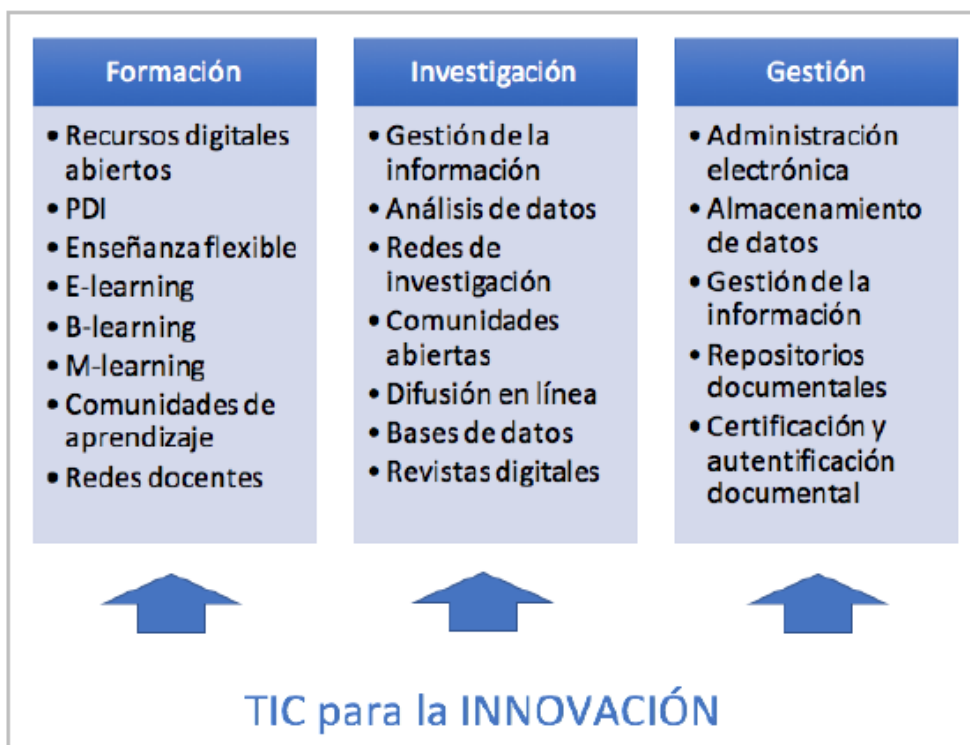 Formación
• Recursos digitales
abiertos
• PDI
• Enseñanza flexible
• E-learning
• B-learning
• M-learning
• Comunidades de
aprendizaje
• Redes docentes
Investigación
• Gestión de la
información
• Análisis de datos
• Redes de
investigación
• Comunidades
abiertas
• Difusión en línea
• Bases de datos
• Revistas digitales
Gestión
• Administración
electrónica
• Almacenamiento
de datos
• Gestión de la
información
• Repositorios
documentales
• Certificación y
autentificación
documental
TIC para la INNOVACIÓN